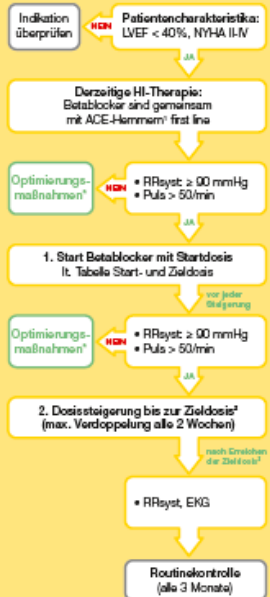 Indikation
überprüfen
NEIN
Patientencharakteristika:
LVEF < 40%, NYHA II-IV
JA
Derzeitige HI-Therapie:
Betablocker sind gemeinsam
mit ACE-Hemmern¹ first line
Optimierungs-
maßnahmen*
NEIN
• RRsyst ≥ 90 mmHg
• Puls > 50/min
JA
1. Start Betablocker mit Startdosis
lt. Tabelle Start- und Zieldosis
vor jeder
Steigerung
Optimierungs-
maßnahmen*
NEIN
• RRsyst: ≥ 90 mmHg
• Puls > 50/min
JA
2. Dosissteigerung bis zur Zieldosis²
(max. Verdoppelung alle 2 Wochen)
nach Erreichen
der Zieldosis²
• RRsyst, EKG
Routinekontrolle
(alle 3 Monate)